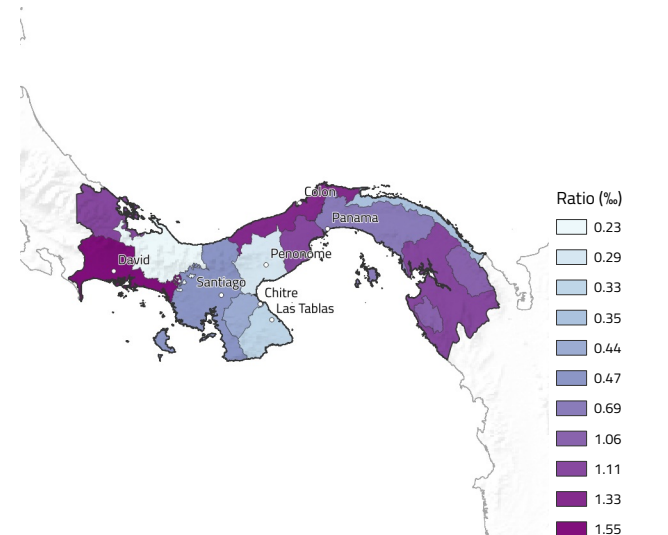 Colon
Panama
Penonome
David
Santiago
Chitre
Las Tablas
Ratio (‰)
0.23
0.29
0.33
0.35
0.44
0.47
0.69
1.06
1.11
1.33
1.55